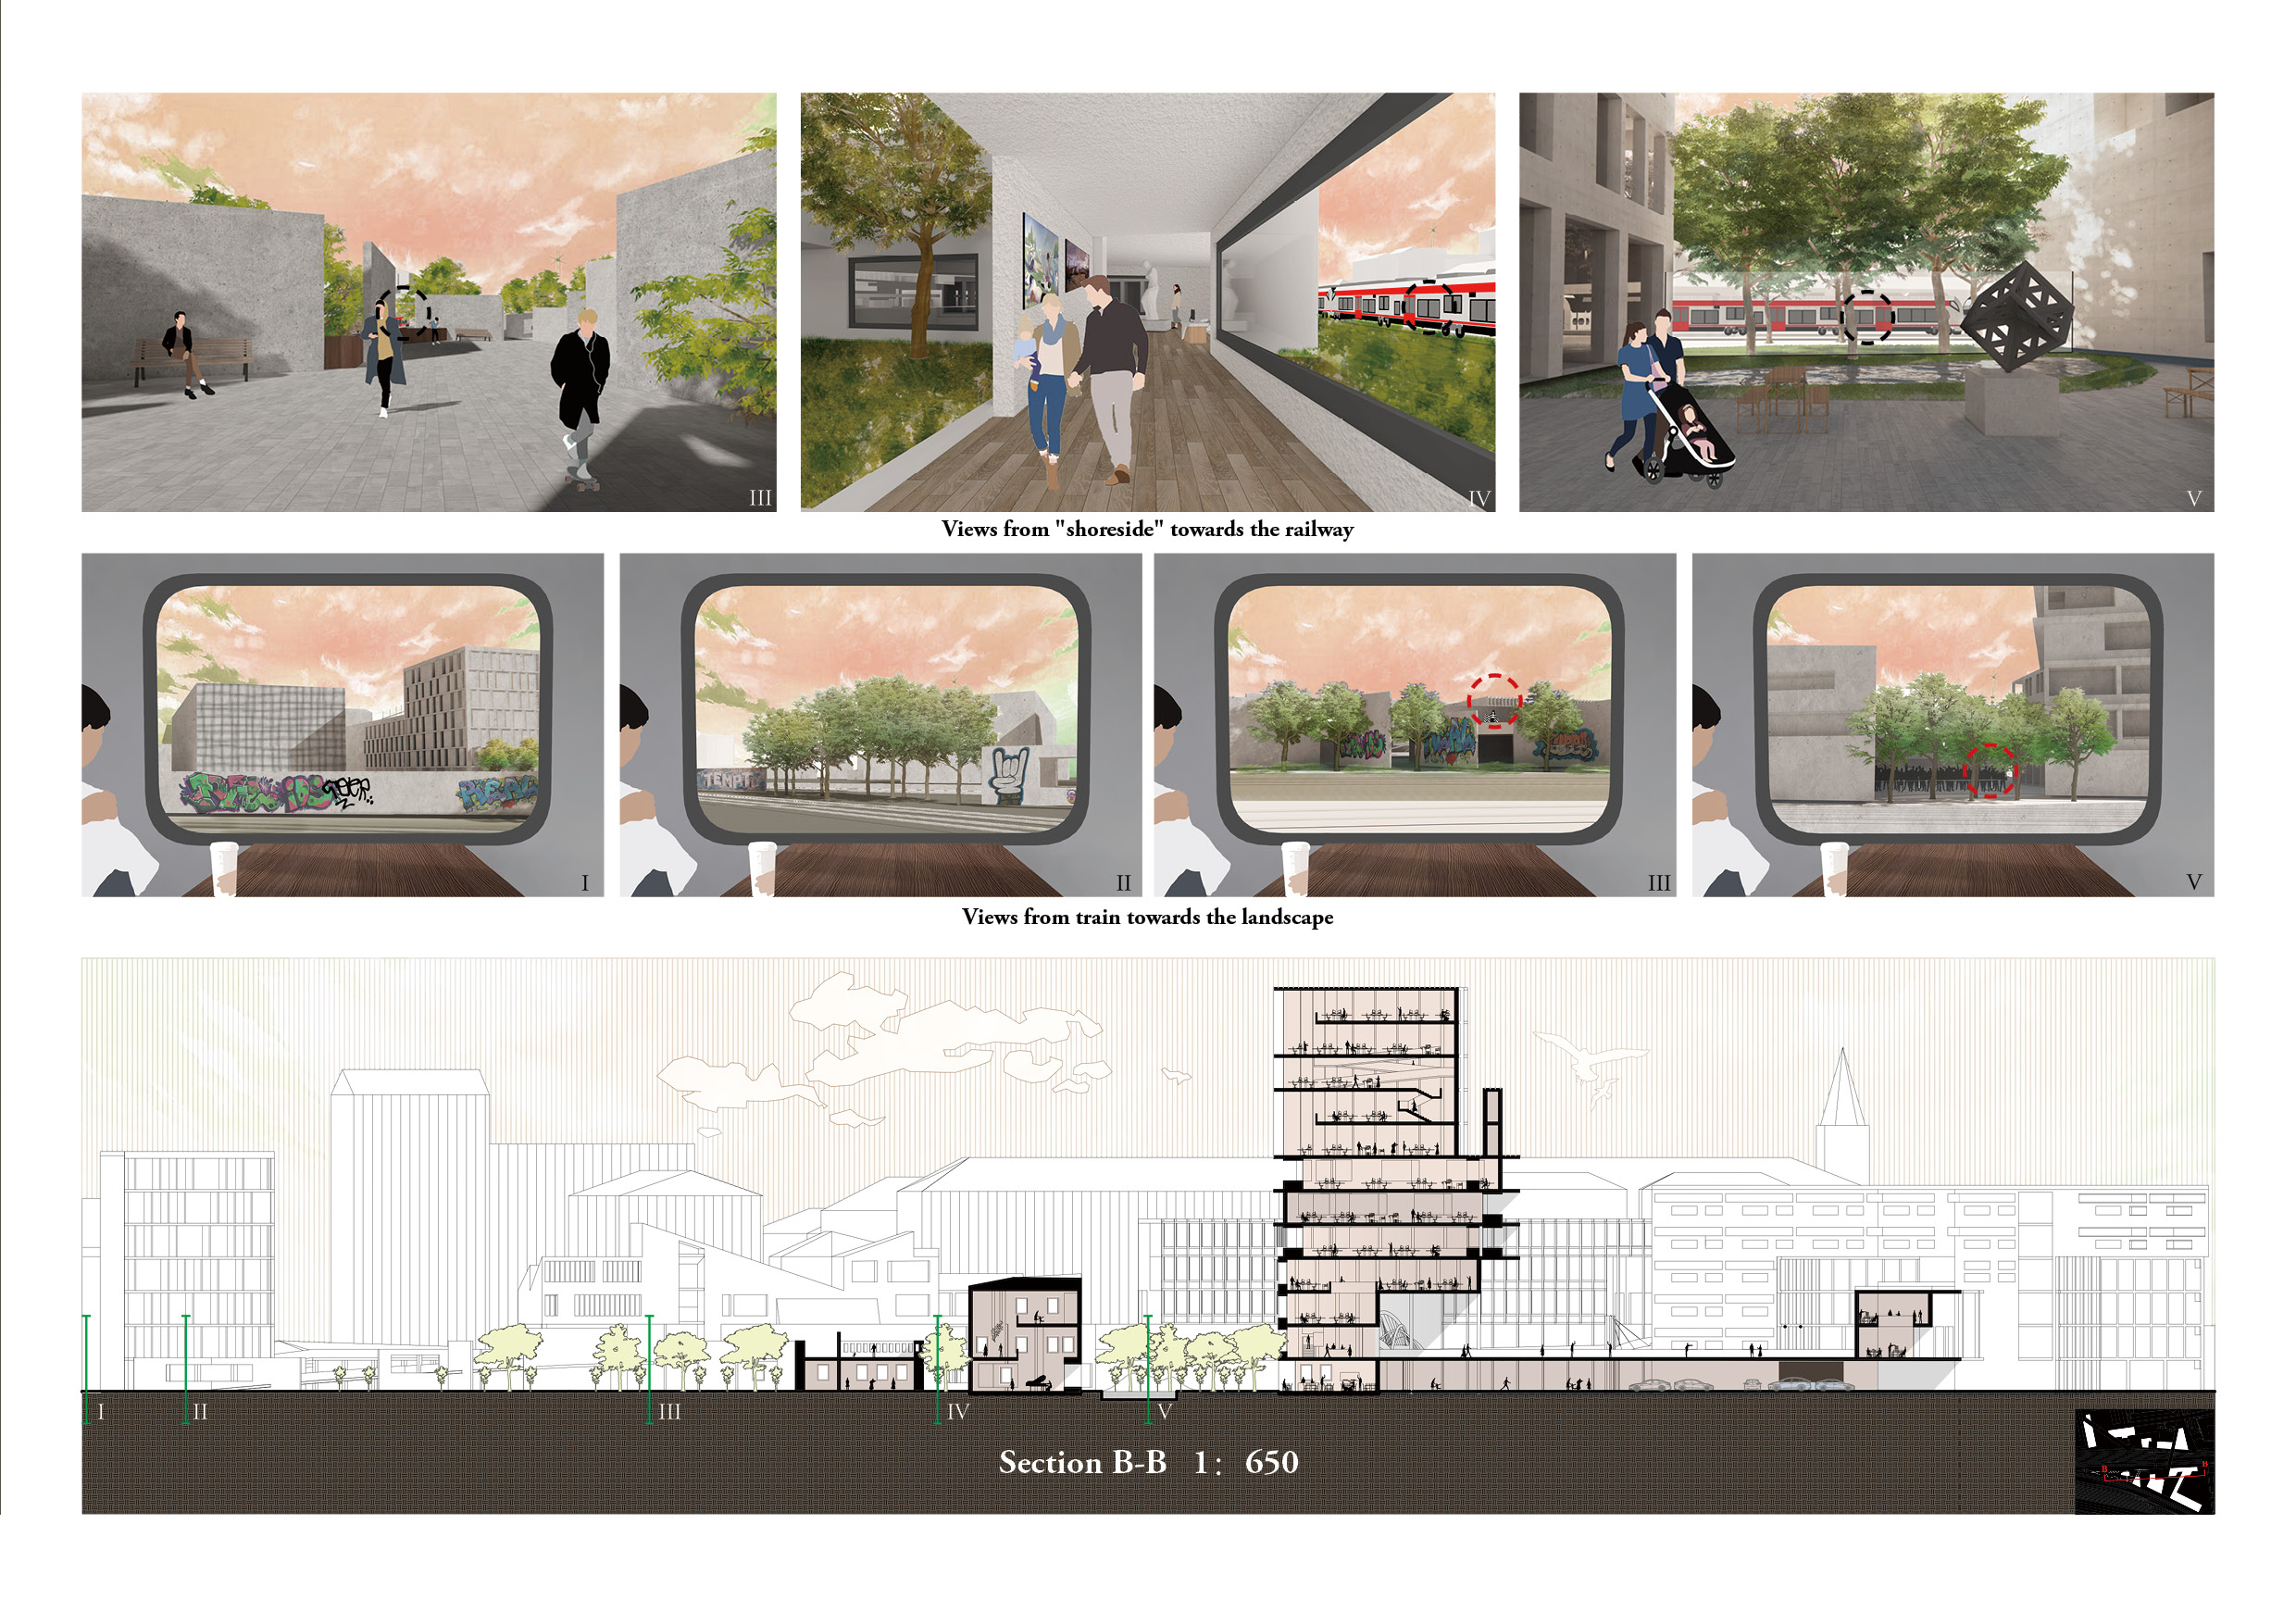 III
IV
V
Views from "shoreside" towards the railway
TEMPT
I
II
III
V
Views from train towards the landscape
I
II
III
IV
V
Section B-B 1: 650
B
B